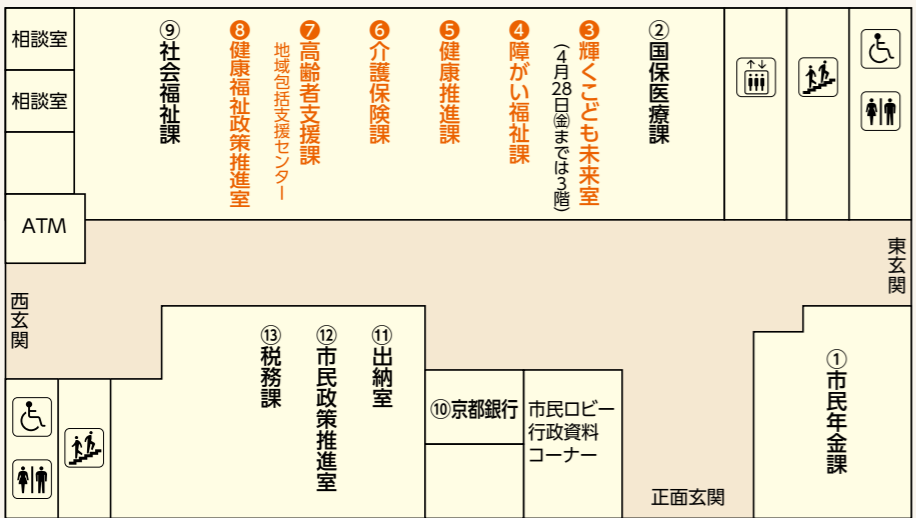 相談室
相談室
ATM
⑨社会福祉課
❽健康福祉政策推進室
❼高齢者支援課
地域包括支援センター
❻介護保険課
❺健康推進課
❹障がい福祉課
❸輝くこども未来室
(4月28日㊎までは3階)
②国保医療課
東玄関
西玄関
⑬税務課
⑫市民政策推進室
⑪出納室
⑩京都銀行
市民ロビー
行政資料
コーナー
正面玄関
①市民年金課